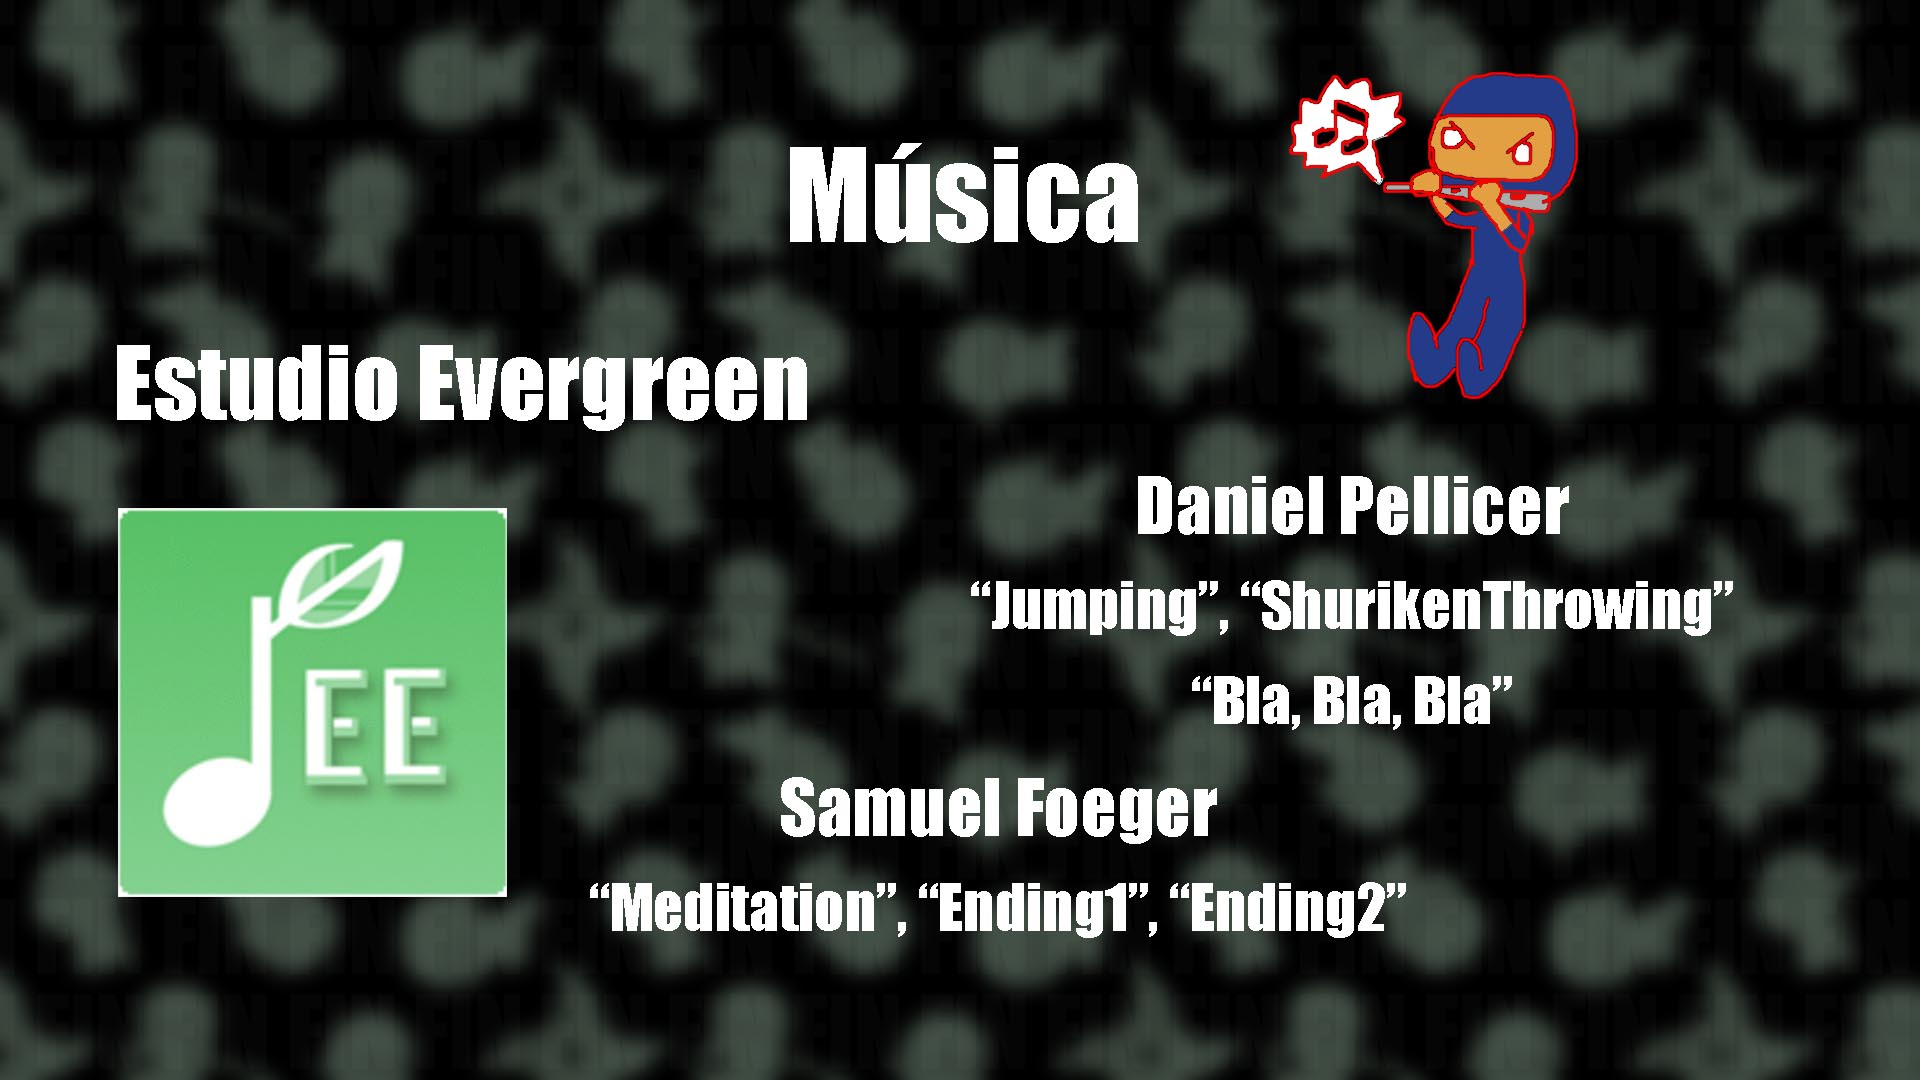 Música
Estudio Evergreen
EE
Daniel Pellicer
“Jumping”, “ShurikenThrowing”
“Bla, Bla, Bla”
Samuel Foeger
“Meditation”, “Ending1”, “Ending2”